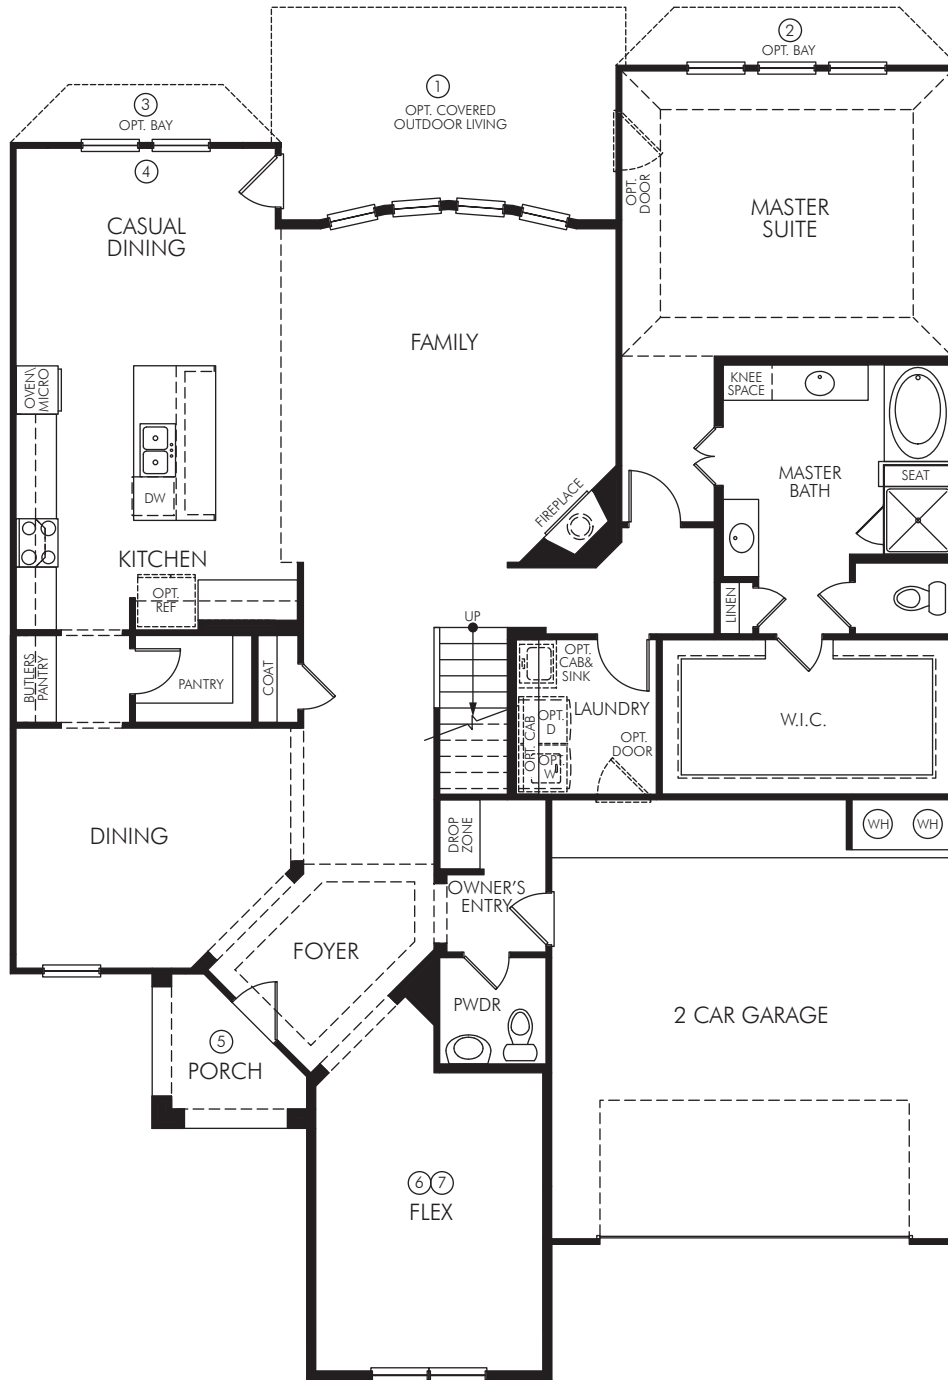 2
OPT. BAY
1
OPT. COVERED
OUTDOOR LIVING
3
OPT. BAY
4
CASUAL
DINING
OPT.
DOOR
MASTER
SUITE
FAMILY
OVEN\
MICRO
KNEE
SPACE
MASTER
BATH
SEAT
DW
FIREPLACE
KITCHEN
OPT.
REF
LINEN
UP
BUTLERS
PANTRY
PANTRY
COAT
OPT.
CAB&
SINK
LAUNDRY
OPT.
D
OPT. CAB
OPT.
W
OPT.
DOOR
W.I.C.
DINING
DROP
ZONE
WH
WH
OWNER'S
ENTRY
FOYER
PWDR
2 CAR GARAGE
5
PORCH
6 7
FLEX